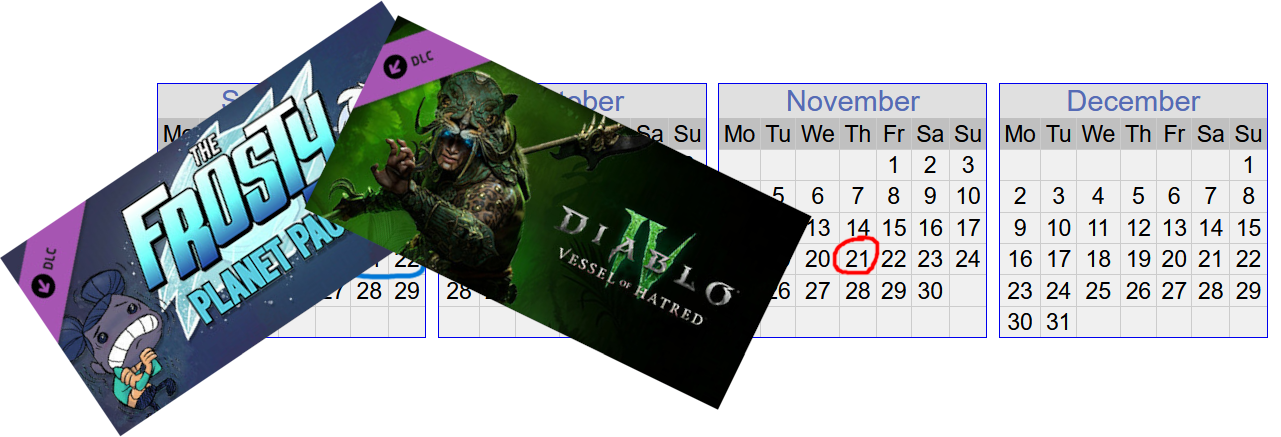 DLC
THE
FROSTY
PLANET PAC
DLC
DIABLO
IV
VESSEL OF HATRED
S
Mo
22
27 28 29
tober
Sa Su
28
November
Mo Tu We Th Fr Sa Su
1 2 3
5 6 7 8 9 10
13 14 15 16 17
20 21 22 23 24
26 27 28 29 30
December
Mo Tu We Th Fr Sa Su
1
2 3 4 5 6 7 8
9 10 11 12 13 14 15
16 17 18 19 20 21 22
23 24 25 26 27 28 29
30 31